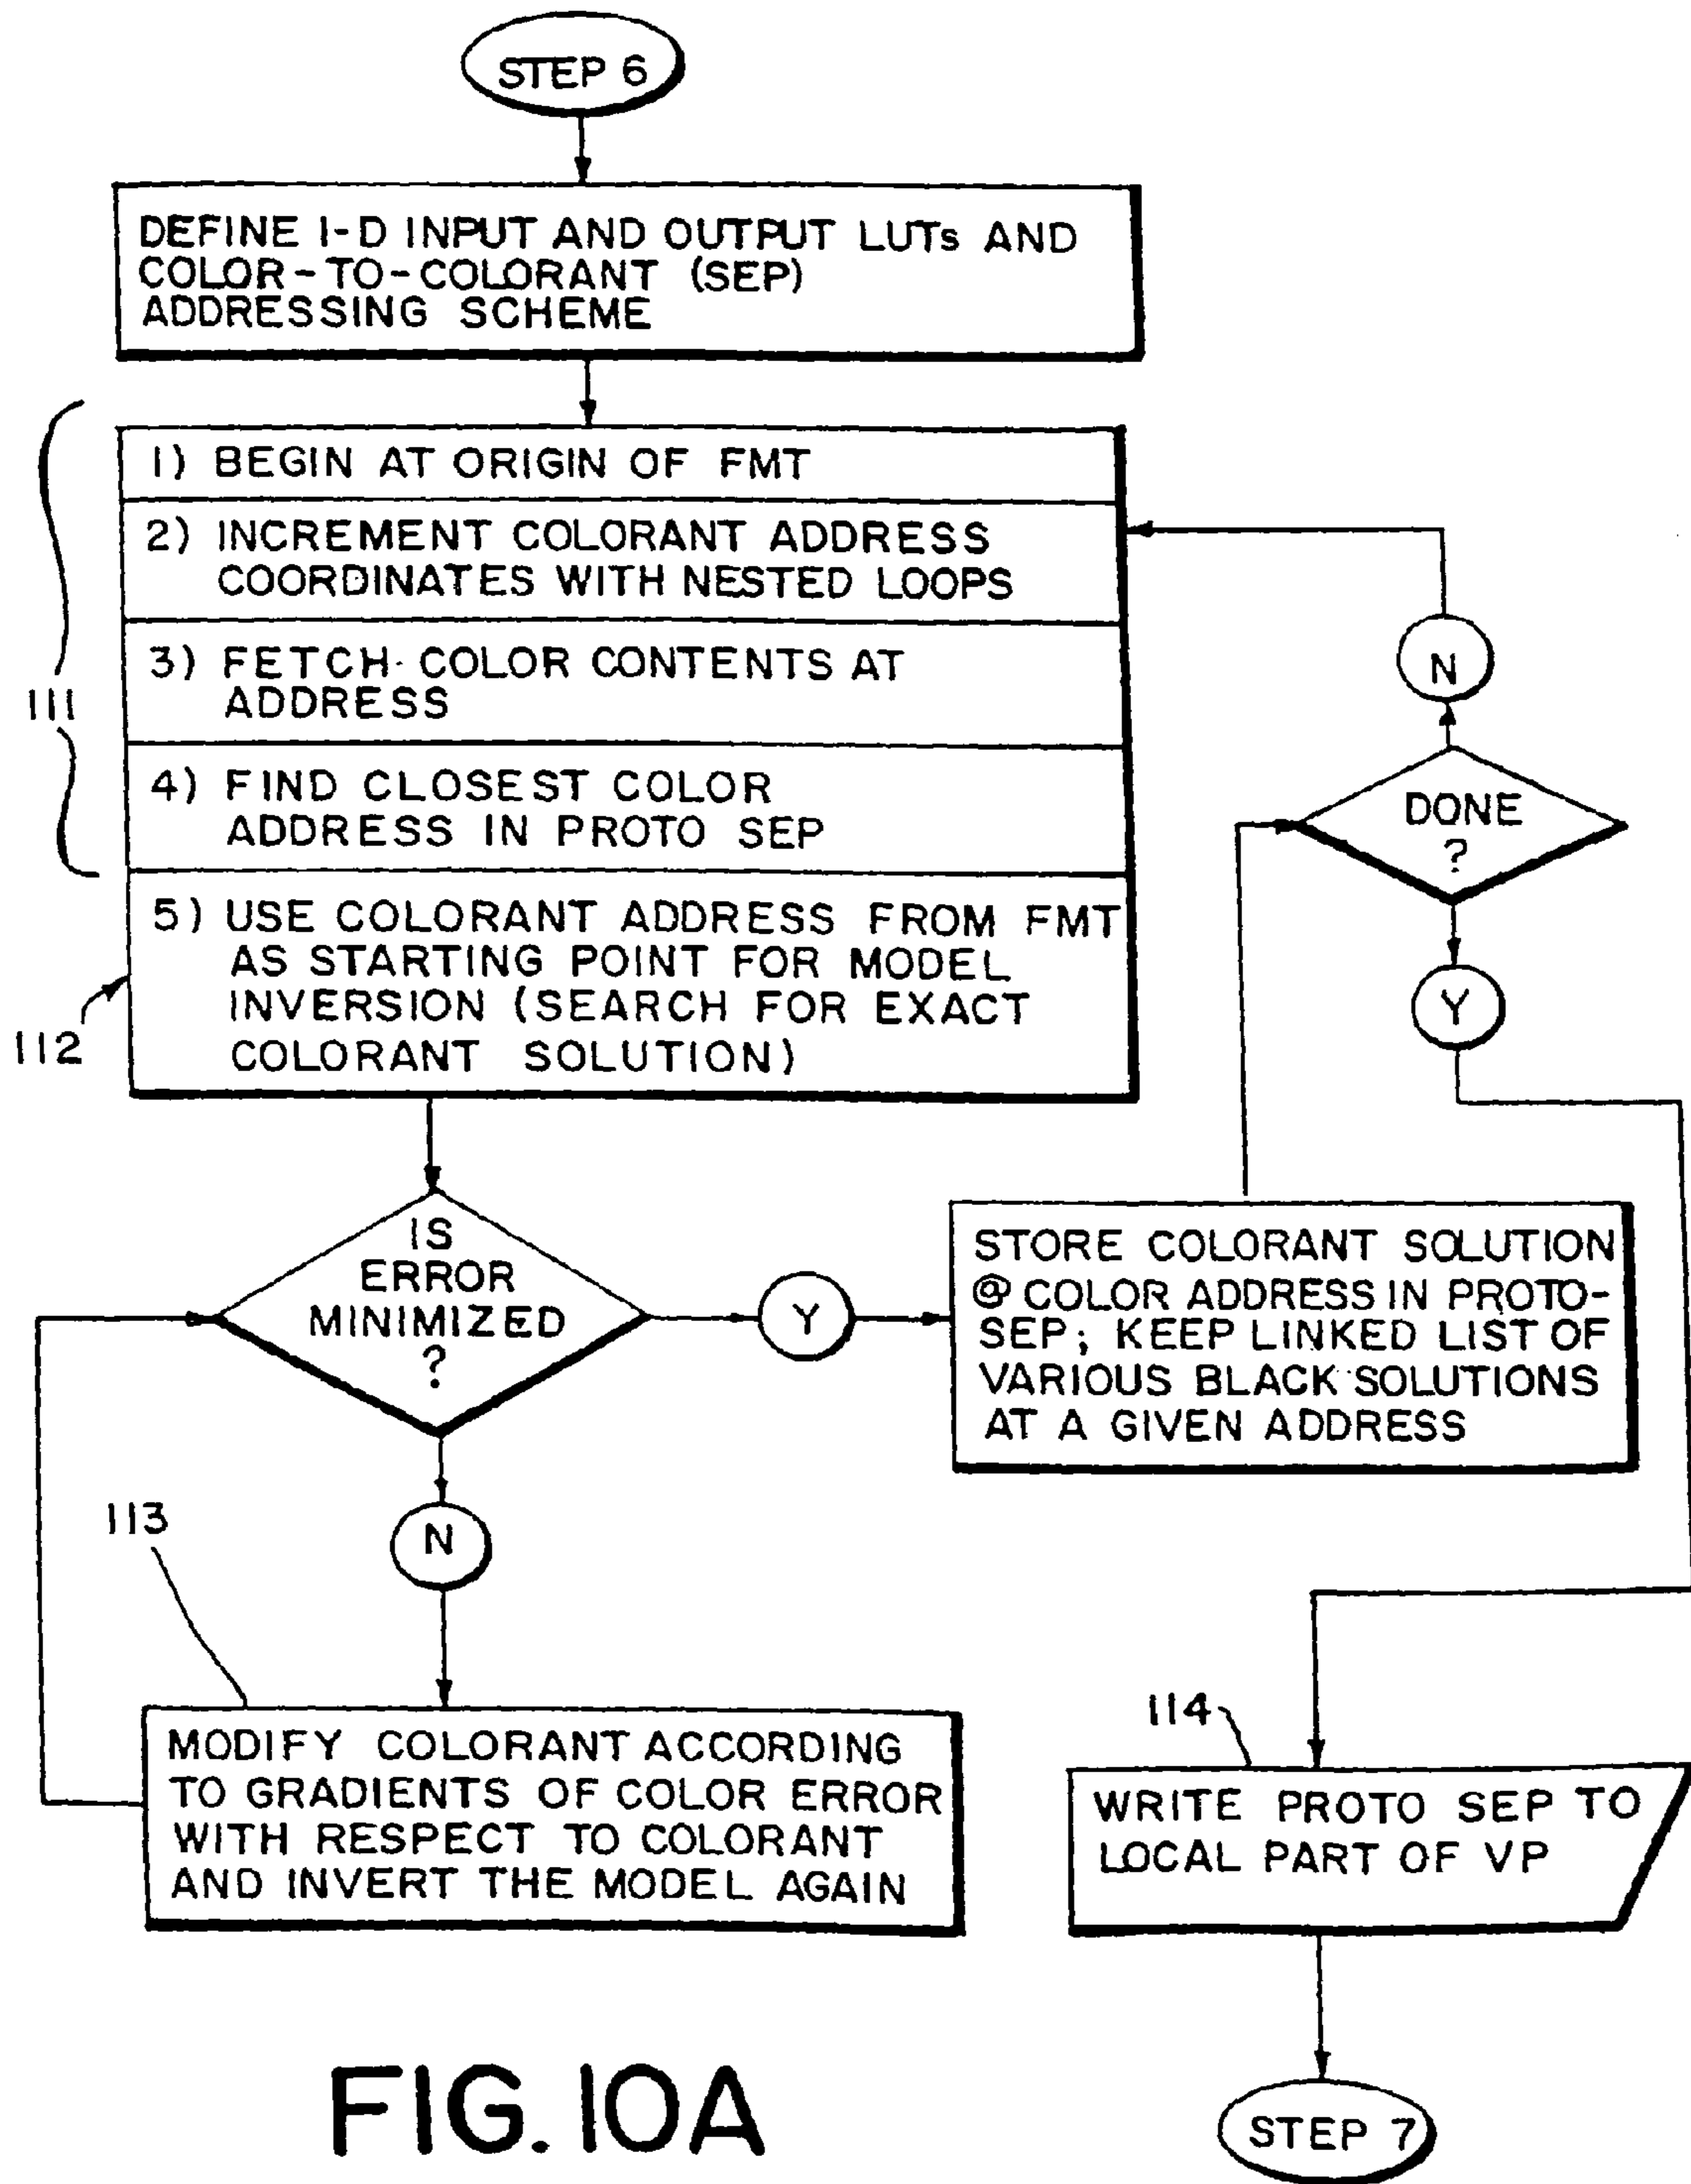 STEP 6
DEFINE 1-D INPUT AND OUTPUT LUTs AND
COLOR-TO-COLORANT (SEP)
ADDRESSING SCHEME
1) BEGIN AT ORIGIN OF FMT
2) INCREMENT COLORANT ADDRESS
COORDINATES WITH NESTED LOOPS
3) FETCH COLOR CONTENTS AT
ADDRESS
111
4) FIND CLOSEST COLOR
ADDRESS IN PROTO SEP
5) USE COLORANT ADDRESS FROM FMT
AS STARTING POINT FOR MODEL
INVERSION (SEARCH FOR EXACT
COLORANT SOLUTION)
112
N
DONE
?
Y
IS
ERROR
MINIMIZED
?
Y
STORE COLORANT SOLUTION
@ COLOR ADDRESS IN PROTO-
SEP; KEEP LINKED LIST OF
VARIOUS BLACK SOLUTIONS
AT A GIVEN ADDRESS
N
113
MODIFY COLORANT ACCORDING
TO GRADIENTS OF COLOR ERROR
WITH RESPECT TO COLORANT
AND INVERT THE MODEL AGAIN
114
WRITE PROTO SEP TO
LOCAL PART OF VP
STEP 7
FIG. 10A